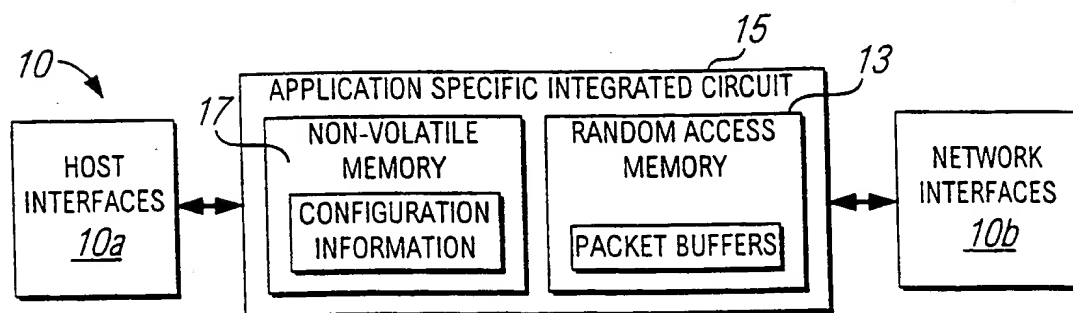 10
15
13
APPLICATION SPECIFIC INTEGRATED CIRCUIT
17
HOST
INTERFACES
10a
NON-VOLATILE
MEMORY
CONFIGURATION
INFORMATION
RANDOM ACCESS
MEMORY
PACKET BUFFERS
NETWORK
INTERFACES
10b